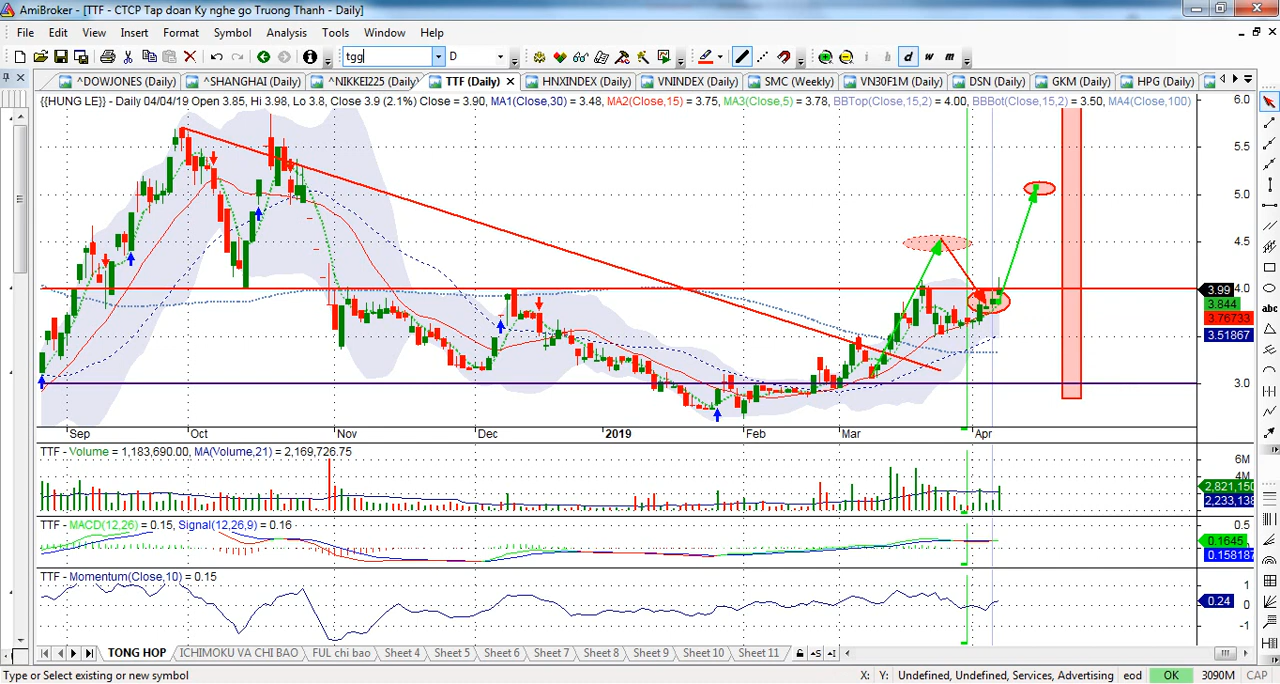 AmiBroker - [TTF - CTCP Tap doan Ky nghe go Truong Thanh - Daily]
File Edit View Insert Format Symbol Analysis Tools Window Help
tgg D i h d w m
^DOWJONES (Daily) ^SHANGHAI (Daily) ^NIKKEI225 (Daily) TTF (Daily) HNXINDEX (Daily) VNINDEX (Daily) SMC (Weekly) VN30F1M (Daily) DSN (Daily) GKM (Daily) HPG (Daily)
{{HUNG LE}} - Daily 04/04/19 Open 3.85, Hi 3.98, Lo 3.8, Close 3.9 (2.1%) Close = 3.90, MA1(Close,30) = 3.48, MA2(Close,15) = 3.75, MA3(Close,5) = 3.78, BBTop(Close,15,2) = 4.00, BBBot(Close,15,2) = 3.50, MA4(Close,100)
6.0
5.5
5.0
4.5
4.0
3.99
3.844
3.76733
3.51867
3.0
abc
Sep Oct Nov Dec 2019 Feb Mar Apr
TTF - Volume = 1,183,690.00, MA(Volume,21) = 2,169,726.75
6M
4M
2,821,150
2,233,13
TTF - MACD(12,26) = 0.15, Signal(12,26,9) = 0.16
0.5
0.1645
0.158187
TTF - Momentum(Close,10) = 0.15
1
0.24
0
-1
TONG HOP ICHIMOKU VA CHI BAO FUL chi bao Sheet 4 Sheet 5 Sheet 6 Sheet 7 Sheet 8 Sheet 9 Sheet 10 Sheet 11
Type or Select existing or new symbol X: Y: Undefined, Undefined, Services, Advertising eod OK 3090M CAP